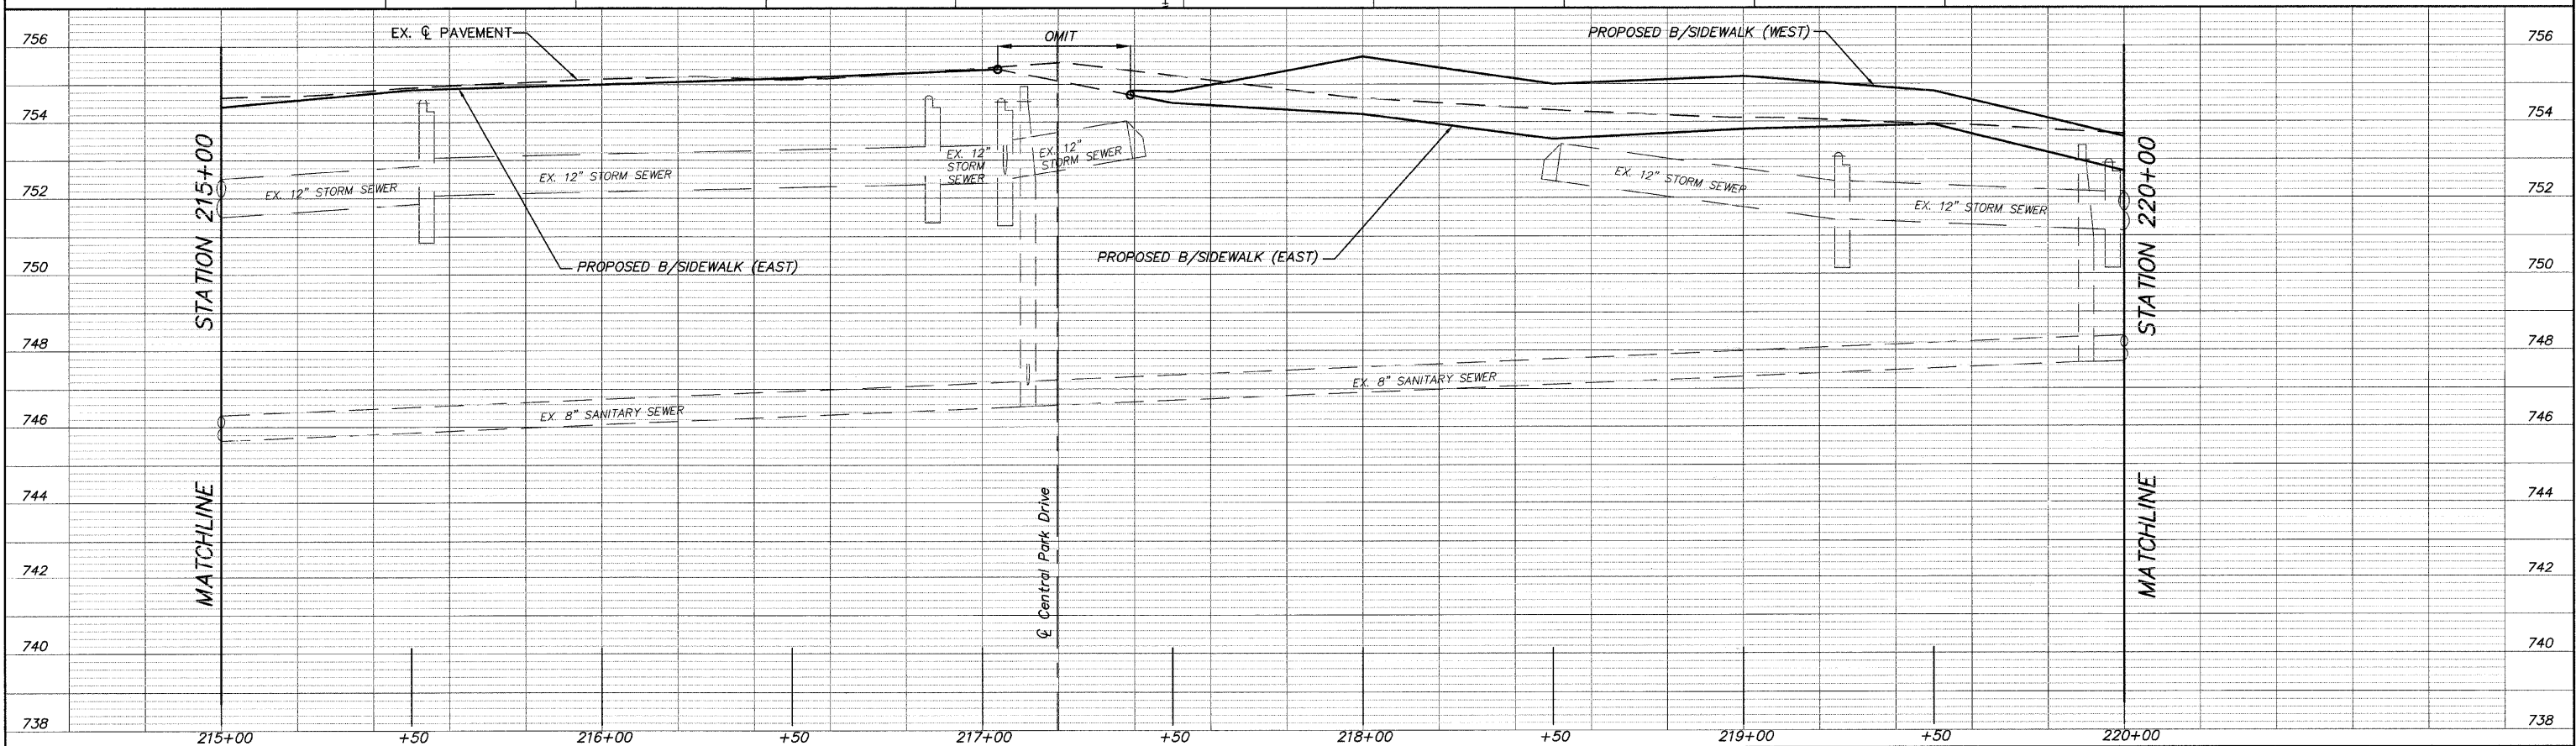 EX. ℄ PAVEMENT
OMIT
PROPOSED B/SIDEWALK (WEST)
756
756
754
754
EX. 12"
STORM
SEWER
EX. 12"
STORM SEWER
EX. 12" STORM SEWER
EX. 12" STORM SEWER
EX. 12" STORM SEWER
EX. 12" STORM SEWER
752
752
STATION 215+00
STATION 220+00
PROPOSED B/SIDEWALK (EAST)
PROPOSED B/SIDEWALK (EAST)
750
750
748
748
EX. 8" SANITARY SEWER
EX. 8" SANITARY SEWER
746
746
MATCHLINE
℄ Central Park Drive
MATCHLINE
744
744
742
742
740
740
738
738
215+00 +50 216+00 +50 217+00 +50 218+00 +50 219+00 +50 220+00